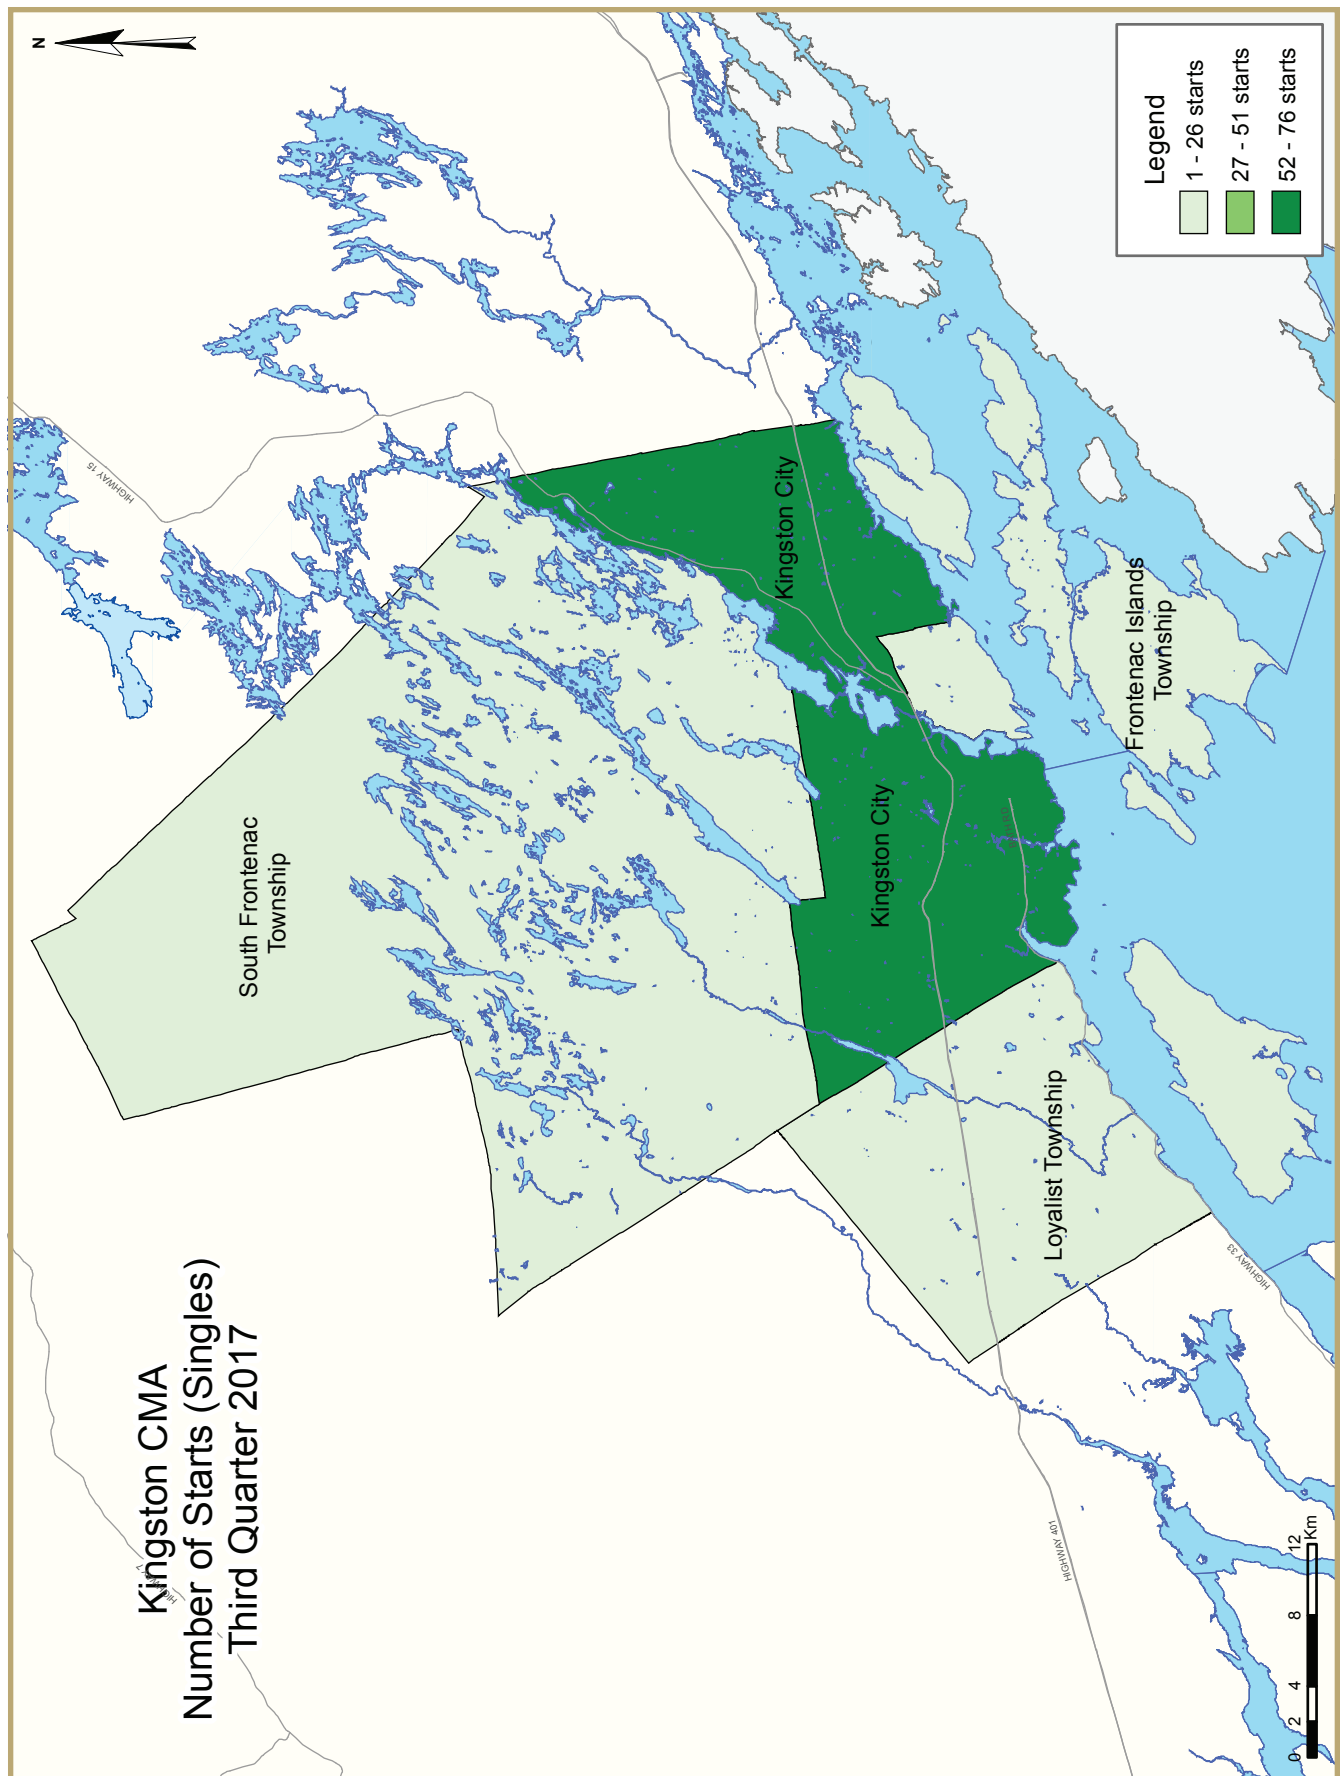 Kingston CMA
Number of Starts (Singles)
Third Quarter 2017
N
HIGHWAY 7
HIGHWAY 15
South Frontenac
Township
Kingston City
Kingston City
Loyalist Township
Frontenac Islands
Township
HIGHWAY 401
HIGHWAY 33
Legend
1 - 26 starts
27 - 51 starts
52 - 76 starts
0 2 4 8 12
Km